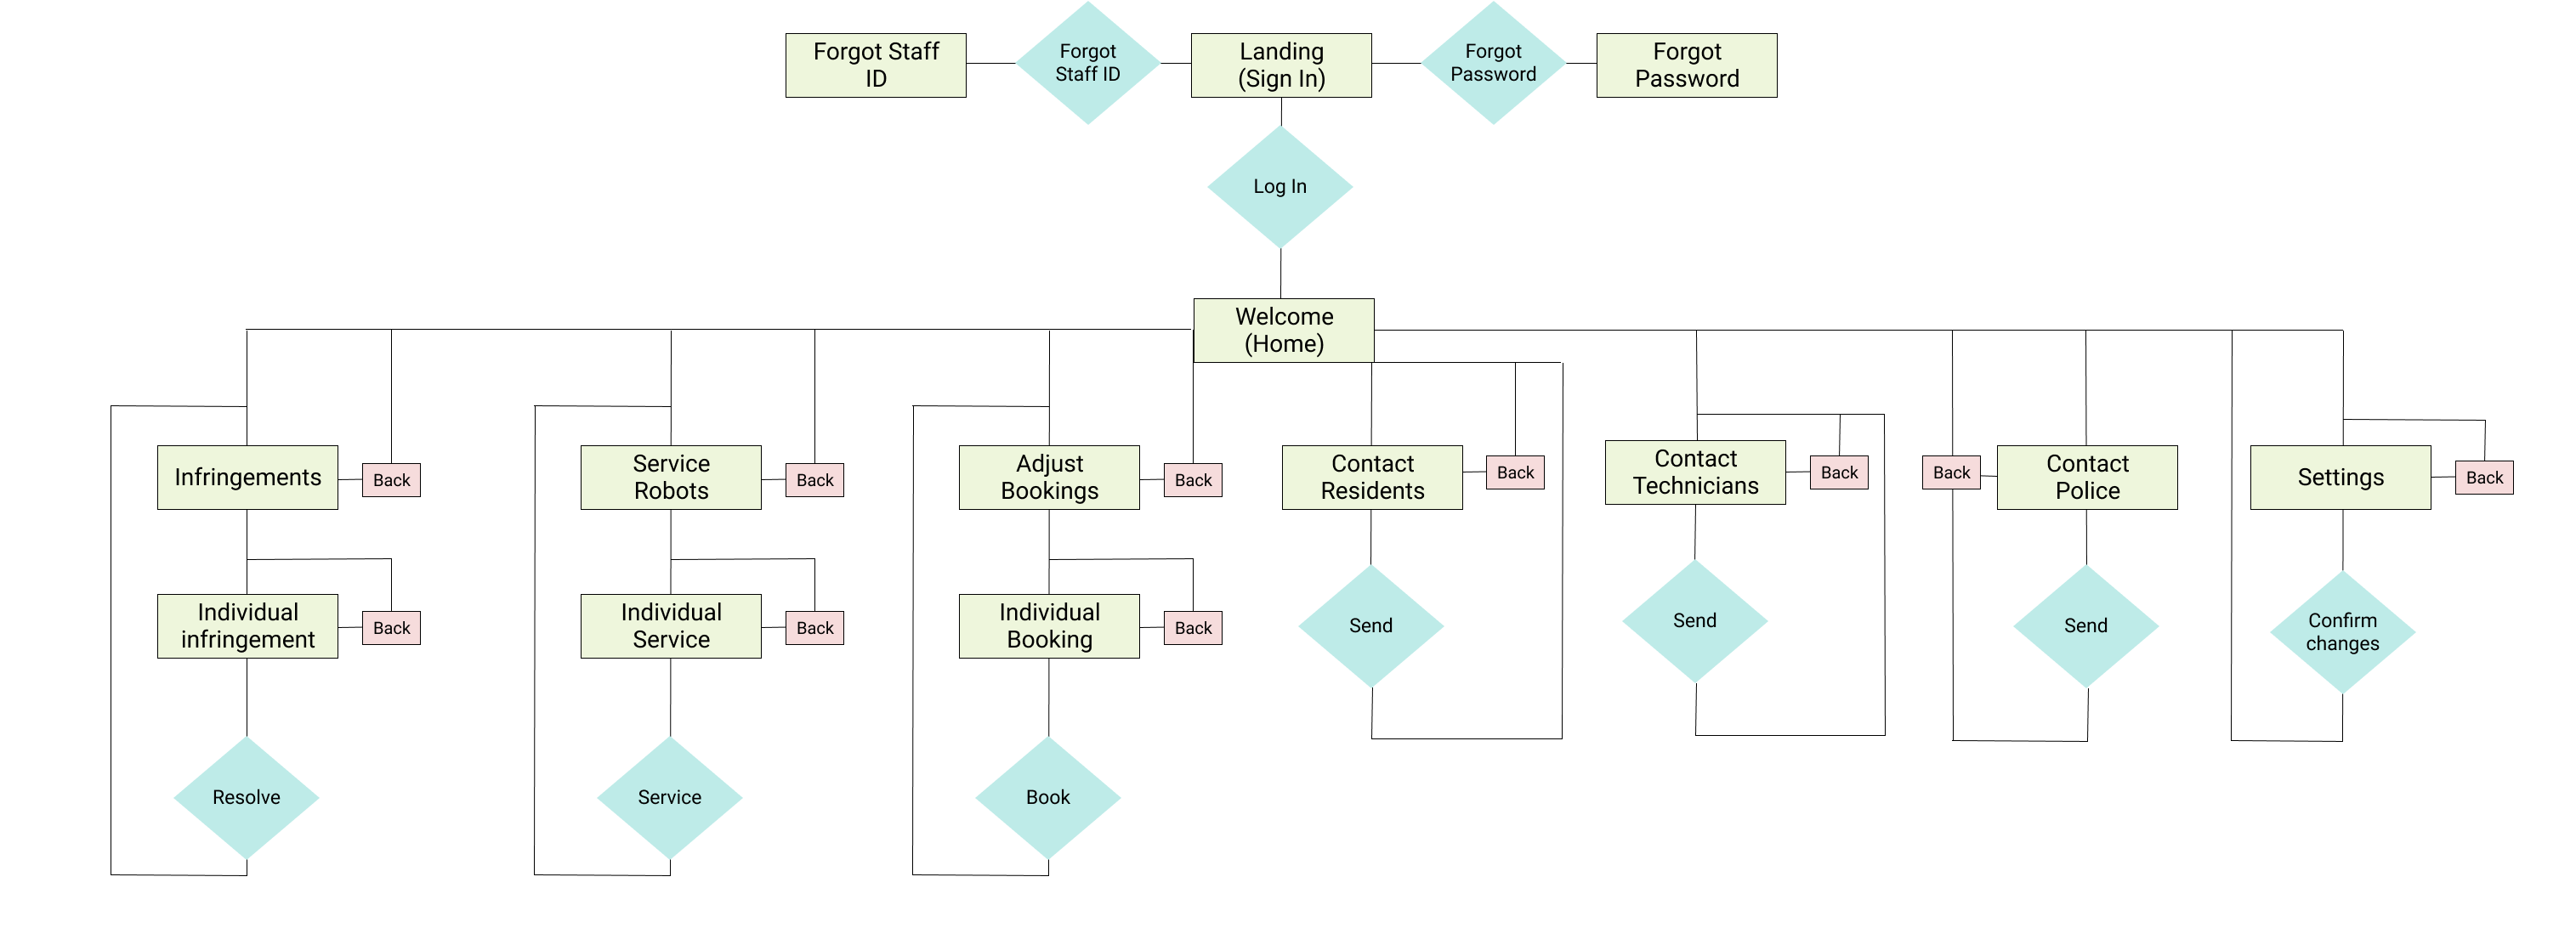 Forgot Staff
ID
Forgot
Staff ID
Landing
(Sign In)
Forgot
Password
Forgot
Password
Log In
Welcome
(Home)
Infringements
Back
Service
Robots
Back
Adjust
Bookings
Back
Contact
Residents
Back
Contact
Technicians
Back
Back
Contact
Police
Settings
Back
Individual
infringement
Back
Individual
Service
Back
Individual
Booking
Back
Send
Send
Send
Confirm
changes
Resolve
Service
Book